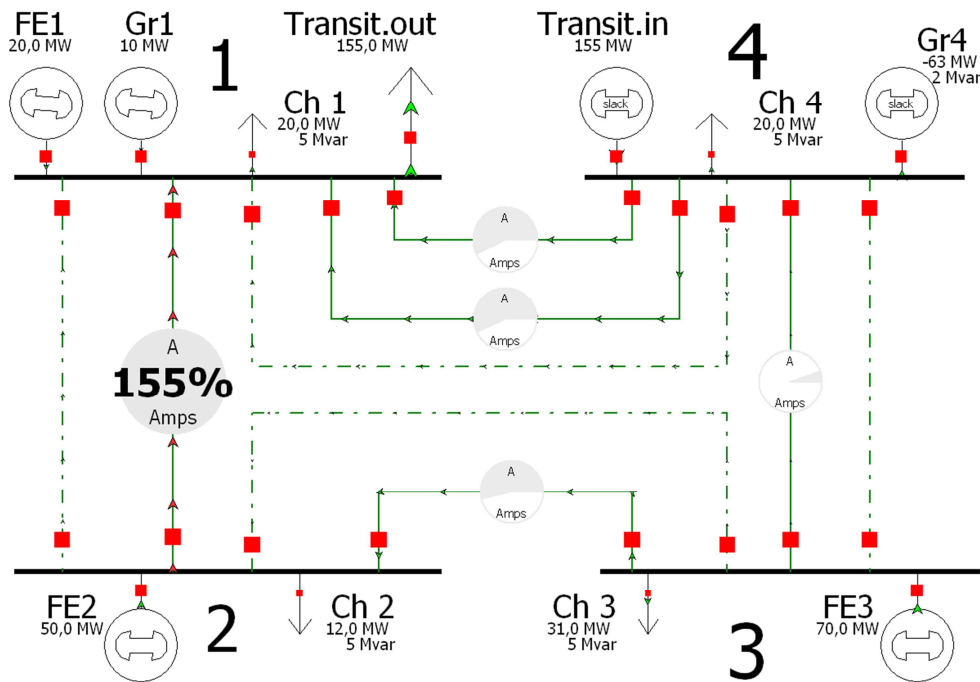 FE1
20,0 MW
Gr1
10 MW
1
Transit.out
155,0 MW
Transit.in
155 MW
4
Gr4
-63 MW
2 Mvar
slack
slack
Ch 1
20,0 MW
5 Mvar
Ch 4
20,0 MW
5 Mvar
A
Amps
A
Amps
A
155%
Amps
A
Amps
A
Amps
FE2
50,0 MW
2
Ch 2
12,0 MW
5 Mvar
Ch 3
31,0 MW
5 Mvar
3
FE3
70,0 MW